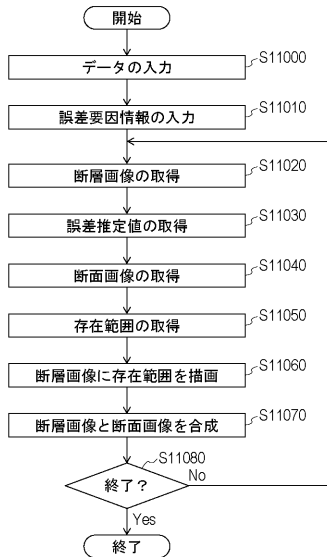 開始
データの入力
S11000
誤差要因情報の入力
S11010
断層画像の取得
S11020
誤差推定値の取得
S11030
断面画像の取得
S11040
存在範囲の取得
S11050
断層画像に存在範囲を描画
S11060
断層画像と断面画像を合成
S11070
終了？
S11080
No
Yes
終了